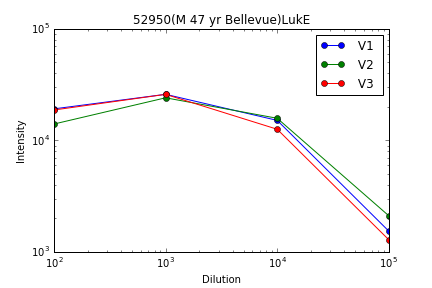 52950(M 47 yr Bellevue)LukE
10^5
V1
V2
V3
Intensity
10^4
10^3
10^2
10^3
10^4
10^5
Dilution